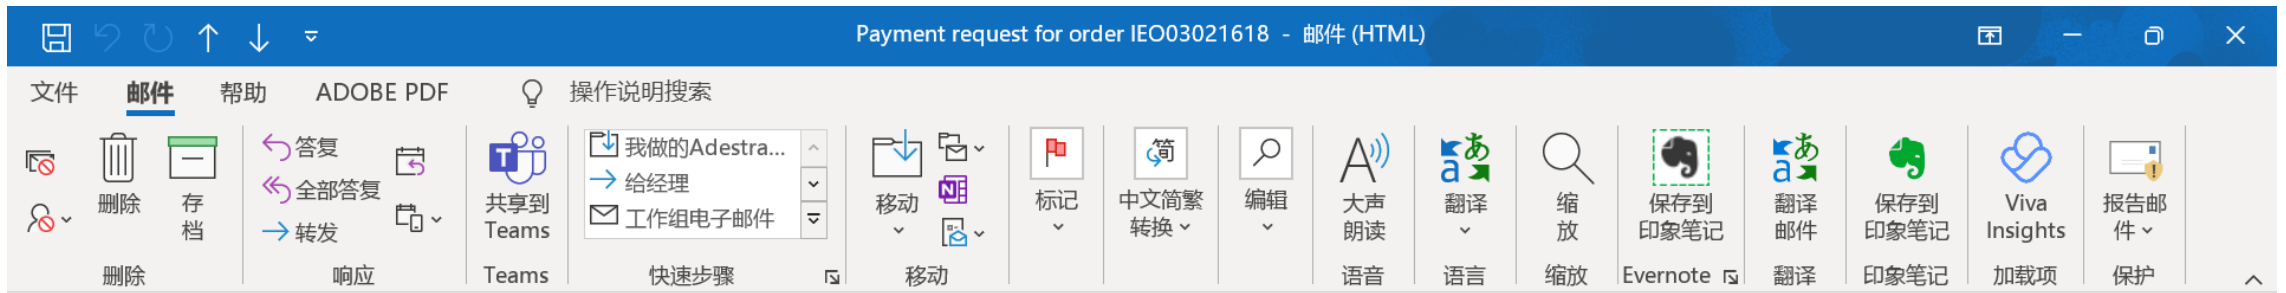 Payment request for order IEO03021618 - 邮件 (HTML)
文件 邮件 帮助 ADOBE PDF 操作说明搜索
删除
存档
删除
答复
全部答复
转发
响应
共享到 Teams
Teams
我做的Adestra...
给经理
工作组电子邮件
快速步骤
移动
N
移动
标记
简
中文简繁
转换
编辑
A
大声
朗读
语音
aあ
翻译
语言
缩
放
缩放
保存到
印象笔记
Evernote
aあ
翻译
邮件
翻译
保存到
印象笔记
印象笔记
Viva
Insights
加载项
报告邮
件
保护